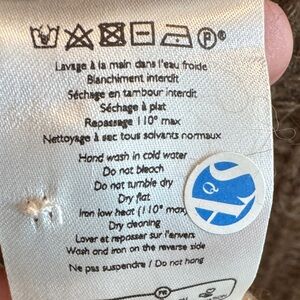 Lavage à la main dans l'eau froide
Blanchiment interdit
Séchage en tambour interdit
Séchage à plat
Repassage 110° max
Nettoyage à sec tous solvants normaux
Hand wash in cold water
Do not bleach
Do not tumble dry
Dry flat
Iron low heat (110° max)
Dry cleaning
Laver et repasser sur l'envers
Wash and iron on the reverse side
Ne pas suspendre / Do not hang
FR